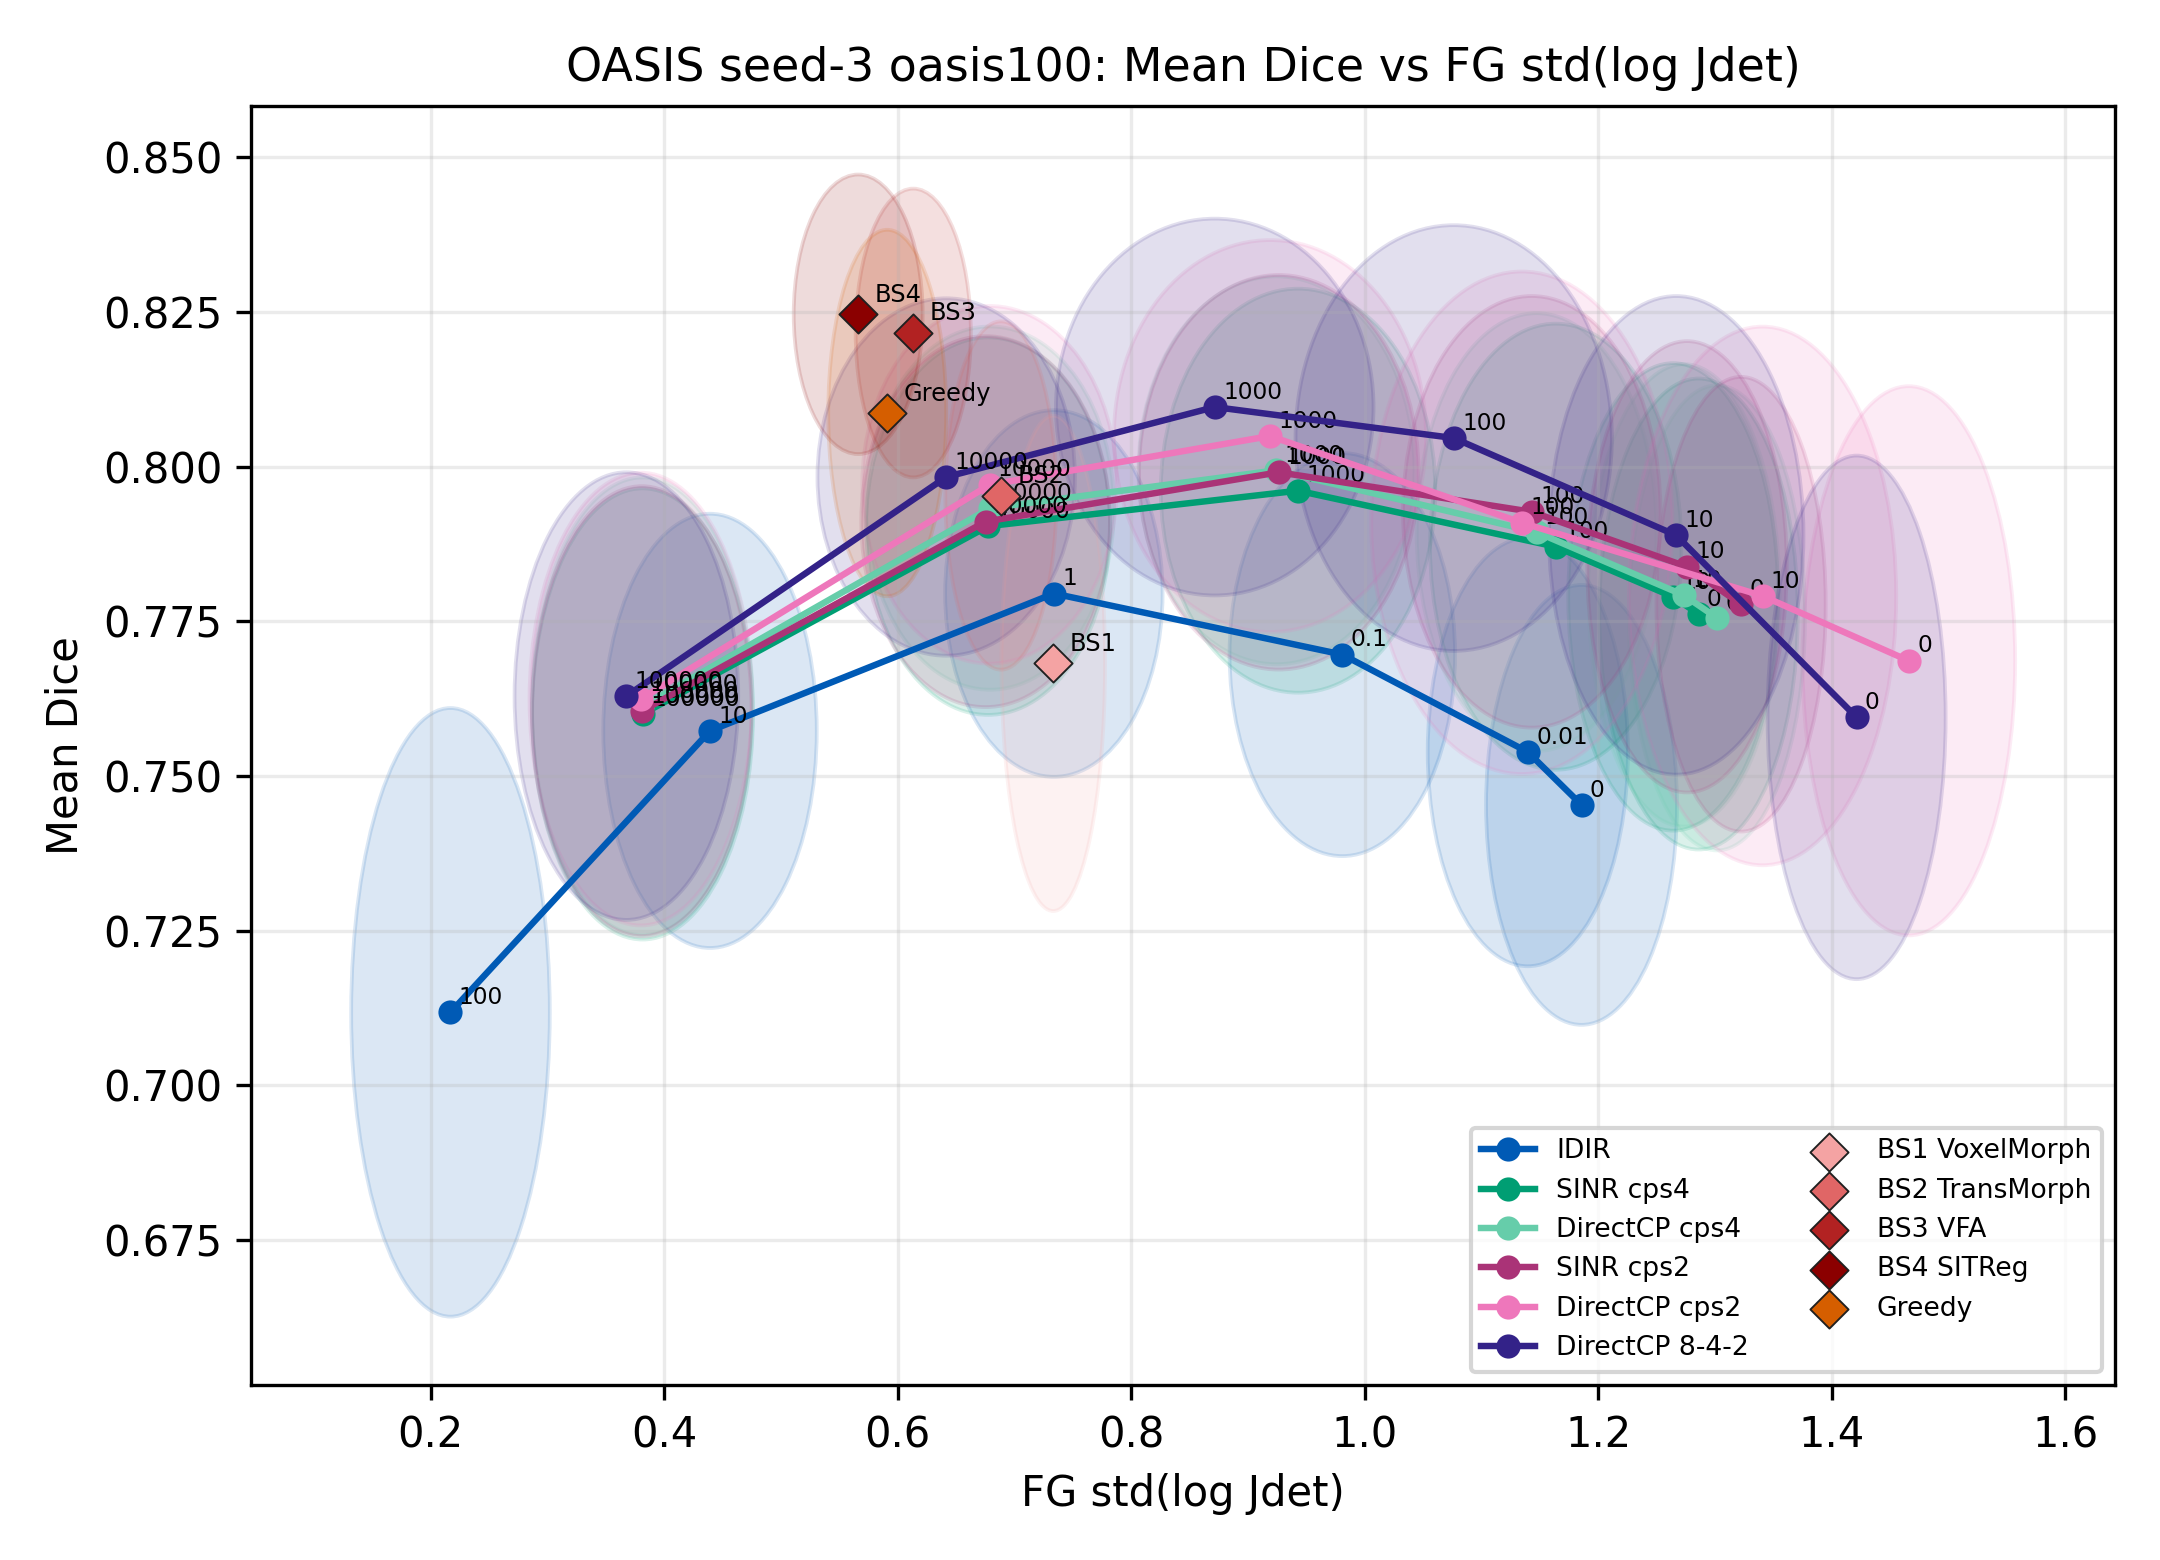 OASIS seed-3 oasis100: Mean Dice vs FG std(log Jdet)
Mean Dice
0.850
0.825
0.800
0.775
0.750
0.725
0.700
0.675
BS4
BS3
Greedy
1000
1000
100
10000
10000
BS2
1000
100
10
10
10
1
0.1
BS1
0
0
0
100000
100000
10
0.01
0
100
IDIR
SINR cps4
DirectCP cps4
SINR cps2
DirectCP cps2
DirectCP 8-4-2
BS1 VoxelMorph
BS2 TransMorph
BS3 VFA
BS4 SITReg
Greedy
0.2 0.4 0.6 0.8 1.0 1.2 1.4 1.6
FG std(log Jdet)